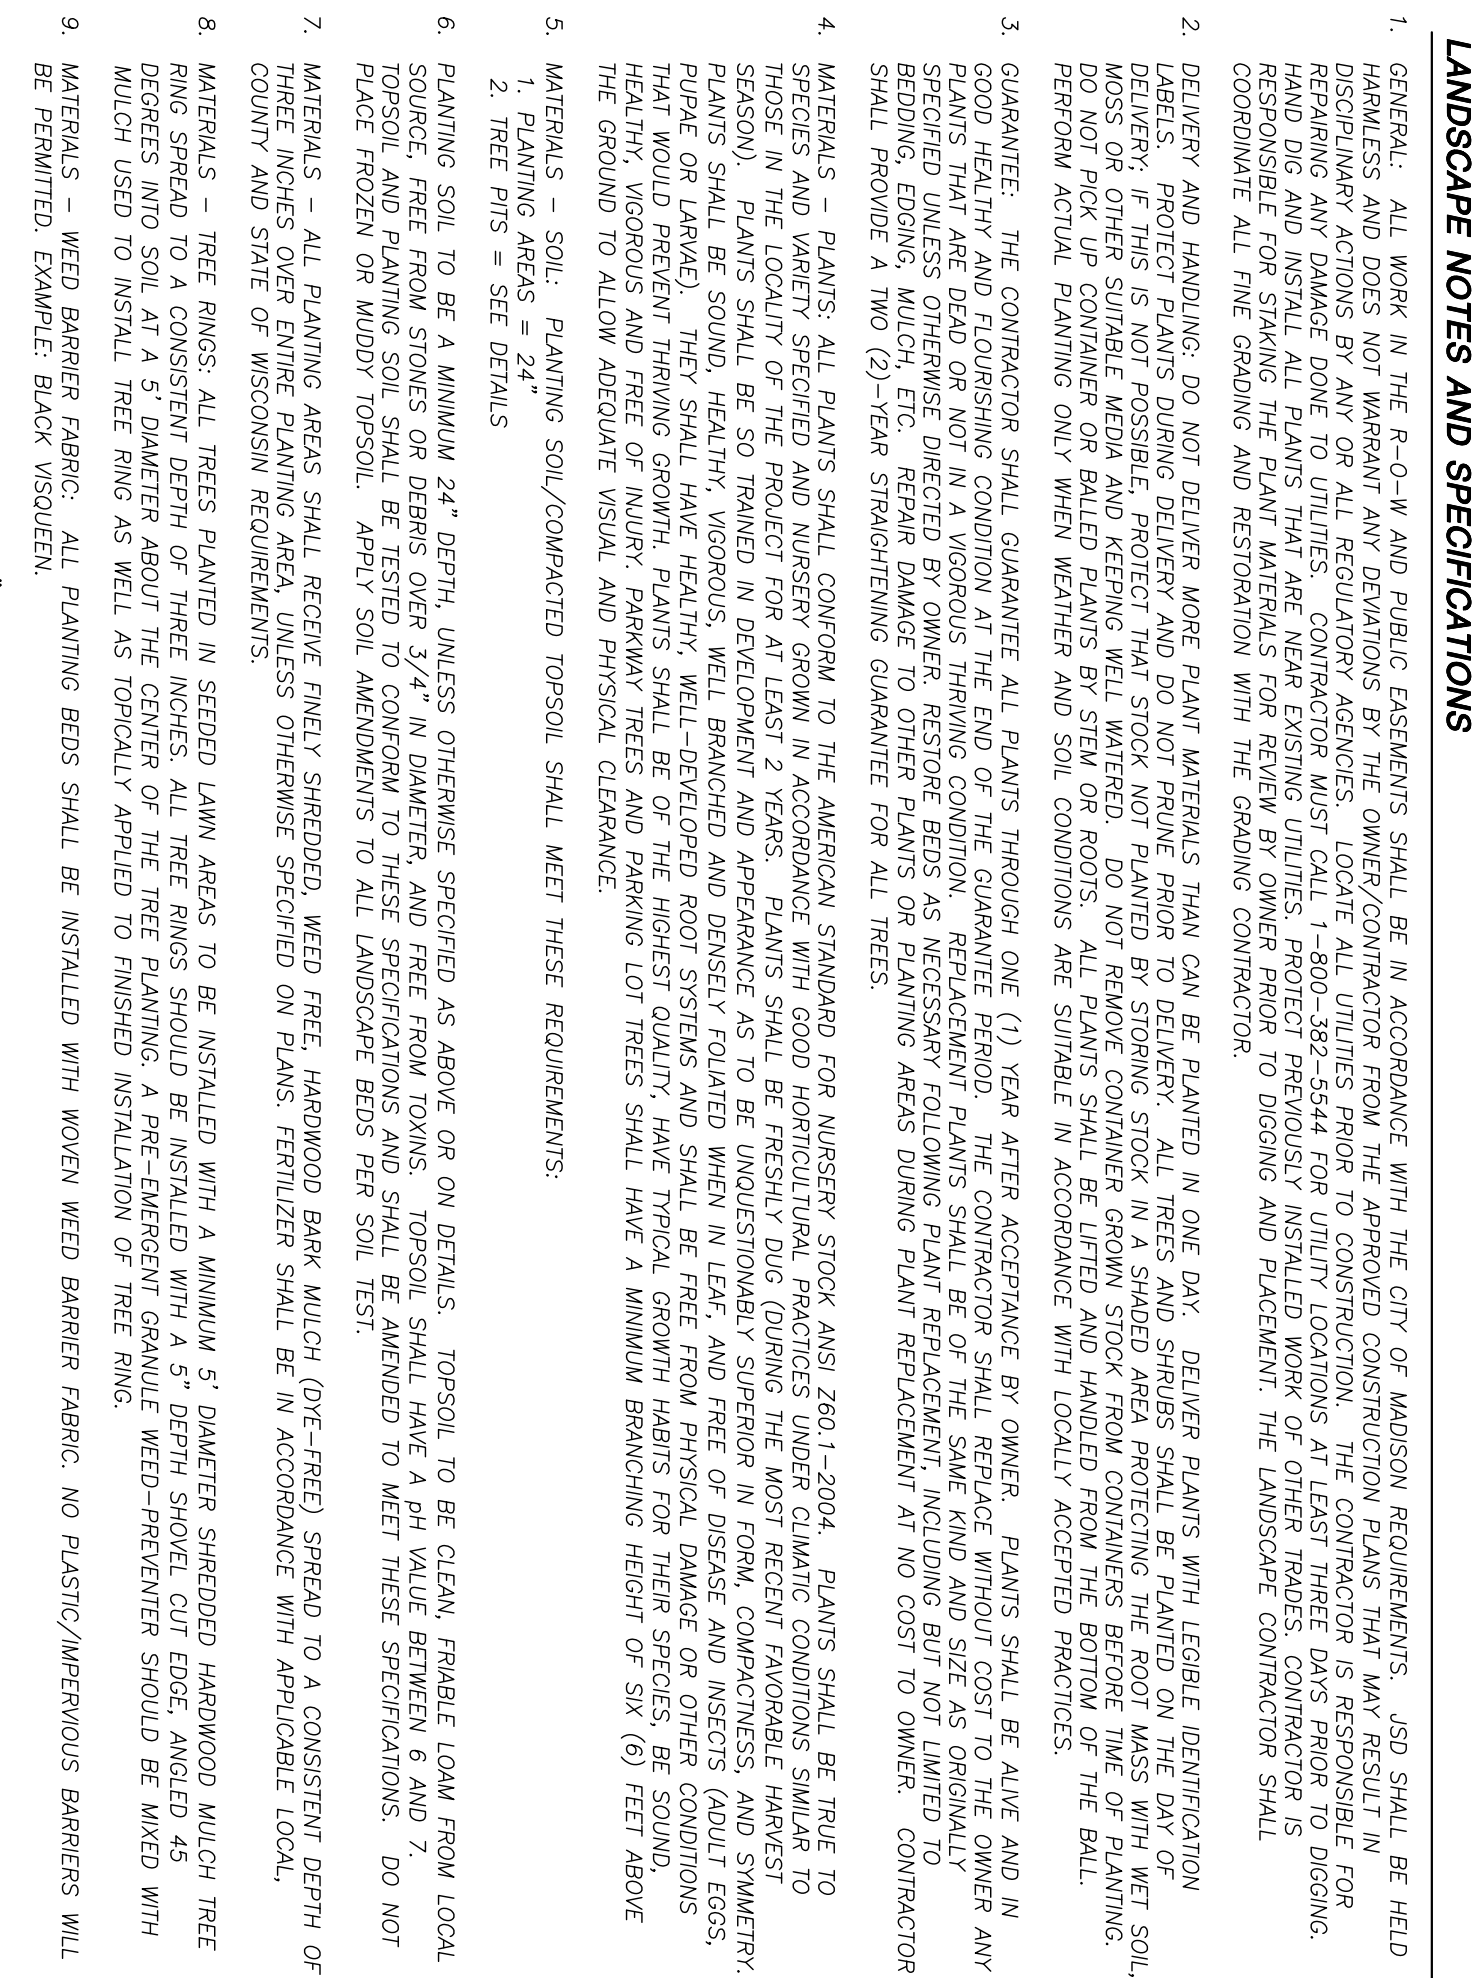 LANDSCAPE NOTES AND SPECIFICATIONS
1. GENERAL: ALL WORK IN THE R-O-W AND PUBLIC EASEMENTS SHALL BE IN ACCORDANCE WITH THE CITY OF MADISON REQUIREMENTS. JSD SHALL BE HELD
HARMLESS AND DOES NOT WARRANT ANY DEVIATIONS BY THE OWNER/CONTRACTOR FROM THE APPROVED CONSTRUCTION PLANS THAT MAY RESULT IN
DISCIPLINARY ACTIONS BY ANY OR ALL REGULATORY AGENCIES. LOCATE ALL UTILITIES PRIOR TO CONSTRUCTION. THE CONTRACTOR IS RESPONSIBLE FOR
REPAIRING ANY DAMAGE DONE TO UTILITIES. CONTRACTOR MUST CALL 1-800-382-5544 FOR UTILITY LOCATIONS AT LEAST THREE DAYS PRIOR TO DIGGING.
HAND DIG AND INSTALL ALL PLANTS THAT ARE NEAR EXISTING UTILITIES. PROTECT PREVIOUSLY INSTALLED WORK OF OTHER TRADES. CONTRACTOR IS
RESPONSIBLE FOR STAKING THE PLANT MATERIALS FOR REVIEW BY OWNER PRIOR TO DIGGING AND PLACEMENT. THE LANDSCAPE CONTRACTOR SHALL
COORDINATE ALL FINE GRADING AND RESTORATION WITH THE GRADING CONTRACTOR.
2. DELIVERY AND HANDLING: DO NOT DELIVER MORE PLANT MATERIALS THAN CAN BE PLANTED IN ONE DAY. DELIVER PLANTS WITH LEGIBLE IDENTIFICATION
LABELS. PROTECT PLANTS DURING DELIVERY AND DO NOT PRUNE PRIOR TO DELIVERY. ALL TREES AND SHRUBS SHALL BE PLANTED ON THE DAY OF
DELIVERY; IF THIS IS NOT POSSIBLE, PROTECT THAT STOCK NOT PLANTED BY STORING STOCK IN A SHADED AREA PROTECTING THE ROOT MASS WITH WET SOIL,
MOSS OR OTHER SUITABLE MEDIA AND KEEPING WELL WATERED. DO NOT REMOVE CONTAINER GROWN STOCK FROM CONTAINERS BEFORE TIME OF PLANTING.
DO NOT PICK UP CONTAINER OR BALLED PLANTS BY STEM OR ROOTS. ALL PLANTS SHALL BE LIFTED AND HANDLED FROM THE BOTTOM OF THE BALL.
PERFORM ACTUAL PLANTING ONLY WHEN WEATHER AND SOIL CONDITIONS ARE SUITABLE IN ACCORDANCE WITH LOCALLY ACCEPTED PRACTICES.
3. GUARANTEE: THE CONTRACTOR SHALL GUARANTEE ALL PLANTS THROUGH ONE (1) YEAR AFTER ACCEPTANCE BY OWNER. PLANTS SHALL BE ALIVE AND IN
GOOD HEALTHY AND FLOURISHING CONDITION AT THE END OF THE GUARANTEE PERIOD. THE CONTRACTOR SHALL REPLACE WITHOUT COST TO THE OWNER ANY
PLANTS THAT ARE DEAD OR NOT IN A VIGOROUS THRIVING CONDITION. REPLACEMENT PLANTS SHALL BE OF THE SAME KIND AND SIZE AS ORIGINALLY
SPECIFIED UNLESS OTHERWISE DIRECTED BY OWNER. RESTORE BEDS AS NECESSARY FOLLOWING PLANT REPLACEMENT, INCLUDING BUT NOT LIMITED TO
BEDDING, EDGING, MULCH, ETC. REPAIR DAMAGE TO OTHER PLANTS OR PLANTING AREAS DURING PLANT REPLACEMENT AT NO COST TO OWNER. CONTRACTOR
SHALL PROVIDE A TWO (2)-YEAR STRAIGHTENING GUARANTEE FOR ALL TREES.
4. MATERIALS - PLANTS: ALL PLANTS SHALL CONFORM TO THE AMERICAN STANDARD FOR NURSERY STOCK ANSI Z60.1-2004. PLANTS SHALL BE TRUE TO
SPECIES AND VARIETY SPECIFIED AND NURSERY GROWN IN ACCORDANCE WITH GOOD HORTICULTURAL PRACTICES UNDER CLIMATIC CONDITIONS SIMILAR TO
THOSE IN THE LOCALITY OF THE PROJECT FOR AT LEAST 2 YEARS. PLANTS SHALL BE FRESHLY DUG (DURING THE MOST RECENT FAVORABLE HARVEST
SEASON). PLANTS SHALL BE SO TRAINED IN DEVELOPMENT AND APPEARANCE AS TO BE UNQUESTIONABLY SUPERIOR IN FORM, COMPACTNESS, AND SYMMETRY.
PLANTS SHALL BE SOUND, HEALTHY, VIGOROUS, WELL BRANCHED AND DENSELY FOLIATED WHEN IN LEAF, AND FREE OF DISEASE AND INSECTS (ADULT EGGS,
PUPAE OR LARVAE). THEY SHALL HAVE HEALTHY, WELL-DEVELOPED ROOT SYSTEMS AND SHALL BE FREE FROM PHYSICAL DAMAGE OR OTHER CONDITIONS
THAT WOULD PREVENT THRIVING GROWTH. PLANTS SHALL BE OF THE HIGHEST QUALITY, HAVE TYPICAL GROWTH HABITS FOR THEIR SPECIES, BE SOUND,
HEALTHY, VIGOROUS AND FREE OF INJURY. PARKWAY TREES AND PARKING LOT TREES SHALL HAVE A MINIMUM BRANCHING HEIGHT OF SIX (6) FEET ABOVE
THE GROUND TO ALLOW ADEQUATE VISUAL AND PHYSICAL CLEARANCE.
5. MATERIALS - SOIL: PLANTING SOIL/COMPACTED TOPSOIL SHALL MEET THESE REQUIREMENTS:
1. PLANTING AREAS = 24"
2. TREE PITS = SEE DETAILS
6. PLANTING SOIL TO BE A MINIMUM 24" DEPTH, UNLESS OTHERWISE SPECIFIED AS ABOVE OR ON DETAILS. TOPSOIL TO BE CLEAN, FRIABLE LOAM FROM LOCAL
SOURCE, FREE FROM STONES OR DEBRIS OVER 3/4" IN DIAMETER, AND FREE FROM TOXINS. TOPSOIL SHALL HAVE A pH VALUE BETWEEN 6 AND 7.
TOPSOIL AND PLANTING SOIL SHALL BE TESTED TO CONFORM TO THESE SPECIFICATIONS AND SHALL BE AMENDED TO MEET THESE SPECIFICATIONS. DO NOT
PLACE FROZEN OR MUDDY TOPSOIL. APPLY SOIL AMENDMENTS TO ALL LANDSCAPE BEDS PER SOIL TEST.
7. MATERIALS - ALL PLANTING AREAS SHALL RECEIVE FINELY SHREDDED, WEED FREE, HARDWOOD BARK MULCH (DYE-FREE) SPREAD TO A CONSISTENT DEPTH OF
THREE INCHES OVER ENTIRE PLANTING AREA, UNLESS OTHERWISE SPECIFIED ON PLANS. FERTILIZER SHALL BE IN ACCORDANCE WITH APPLICABLE LOCAL,
COUNTY AND STATE OF WISCONSIN REQUIREMENTS.
8. MATERIALS - TREE RINGS: ALL TREES PLANTED IN SEEDED LAWN AREAS TO BE INSTALLED WITH A MINIMUM 5' DIAMETER SHREDDED HARDWOOD MULCH TREE
RING SPREAD TO A CONSISTENT DEPTH OF THREE INCHES. ALL TREE RINGS SHOULD BE INSTALLED WITH A 5" DEPTH SHOVEL CUT EDGE, ANGLED 45
DEGREES INTO SOIL AT A 5' DIAMETER ABOUT THE CENTER OF THE TREE PLANTING. A PRE-EMERGENT GRANULE WEED-PREVENTER SHOULD BE MIXED WITH
MULCH USED TO INSTALL TREE RING AS WELL AS TOPICALLY APPLIED TO FINISHED INSTALLATION OF TREE RING.
9. MATERIALS - WEED BARRIER FABRIC: ALL PLANTING BEDS SHALL BE INSTALLED WITH WOVEN WEED BARRIER FABRIC. NO PLASTIC/IMPERVIOUS BARRIERS WILL
BE PERMITTED. EXAMPLE: BLACK VISQUEEN.